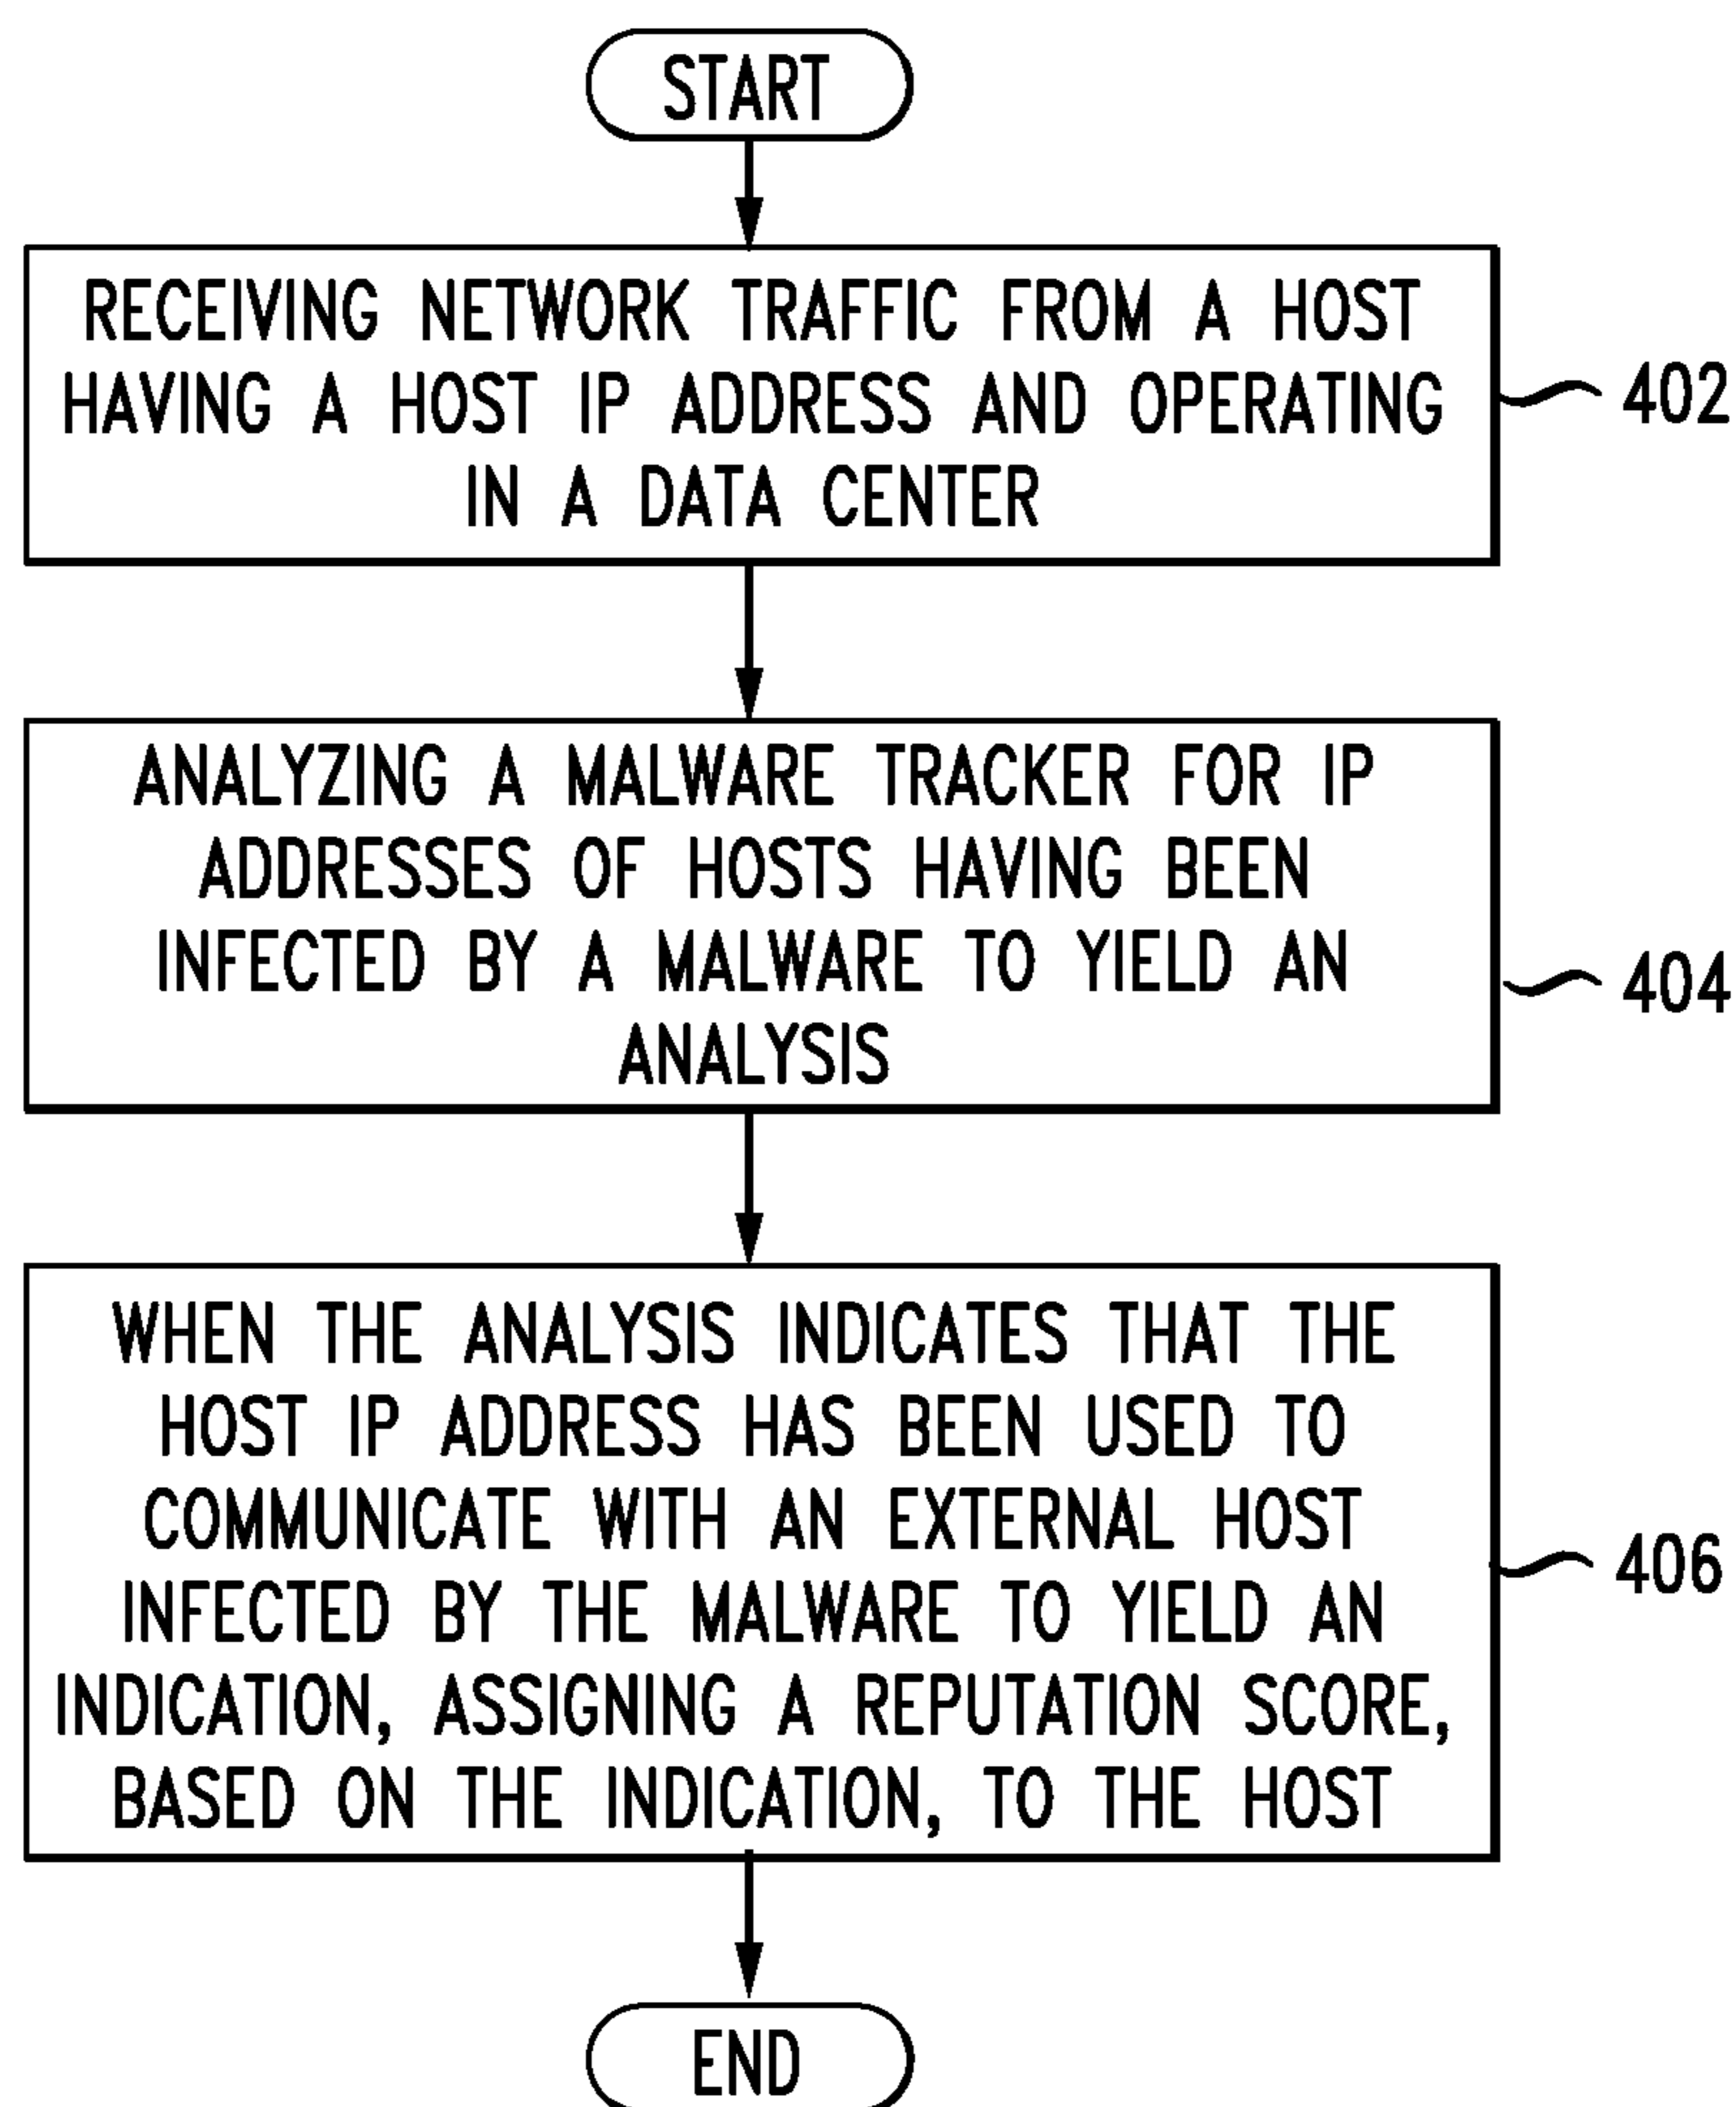 START
RECEIVING NETWORK TRAFFIC FROM A HOST
HAVING A HOST IP ADDRESS AND OPERATING
IN A DATA CENTER
402
ANALYZING A MALWARE TRACKER FOR IP
ADDRESSES OF HOSTS HAVING BEEN
INFECTED BY A MALWARE TO YIELD AN
ANALYSIS
404
WHEN THE ANALYSIS INDICATES THAT THE
HOST IP ADDRESS HAS BEEN USED TO
COMMUNICATE WITH AN EXTERNAL HOST
INFECTED BY THE MALWARE TO YIELD AN
INDICATION, ASSIGNING A REPUTATION SCORE,
BASED ON THE INDICATION, TO THE HOST
406
END